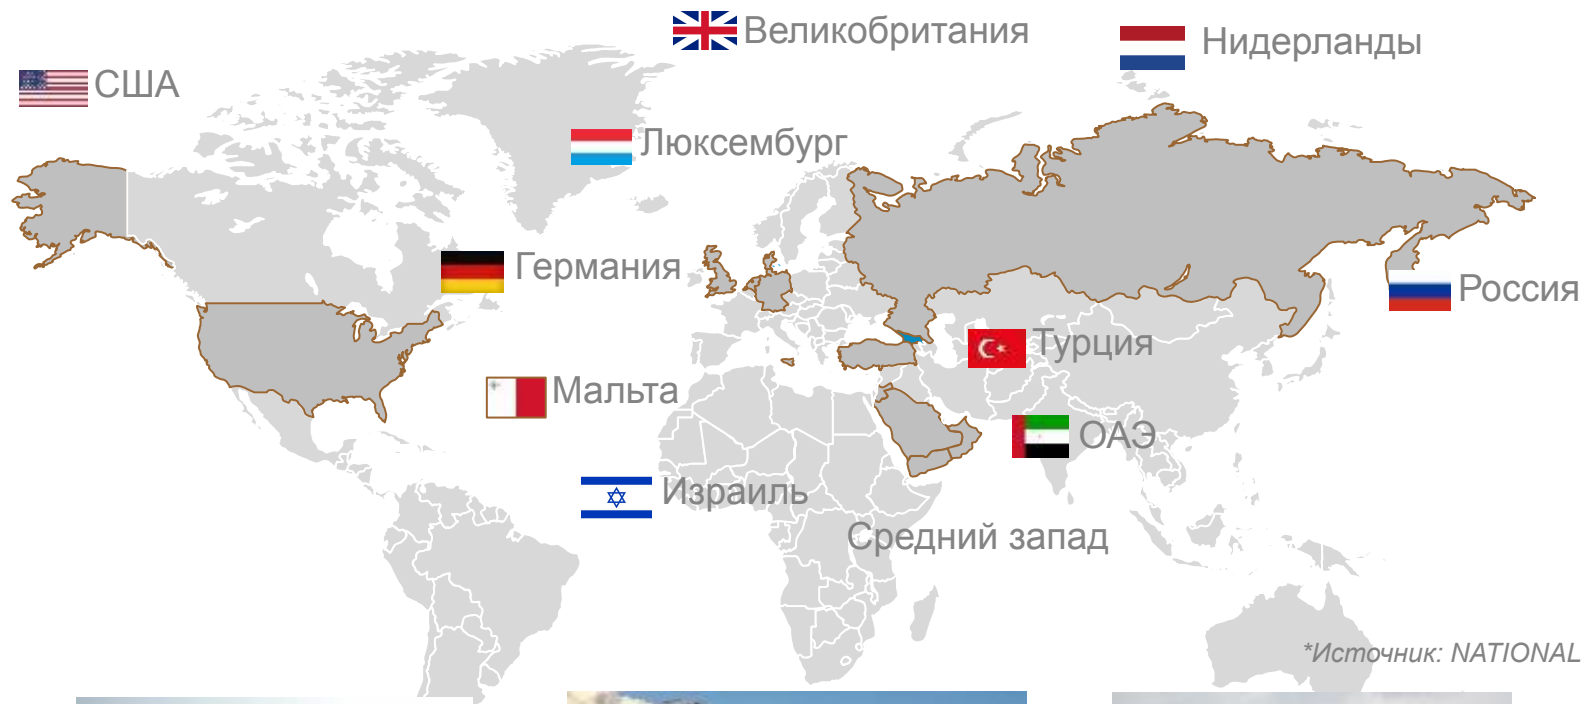 Великобритания
Нидерланды
США
Люксембург
Германия
Россия
Турция
Мальта
ОАЭ
Израиль
Средний запад
*Источник: NATIONAL